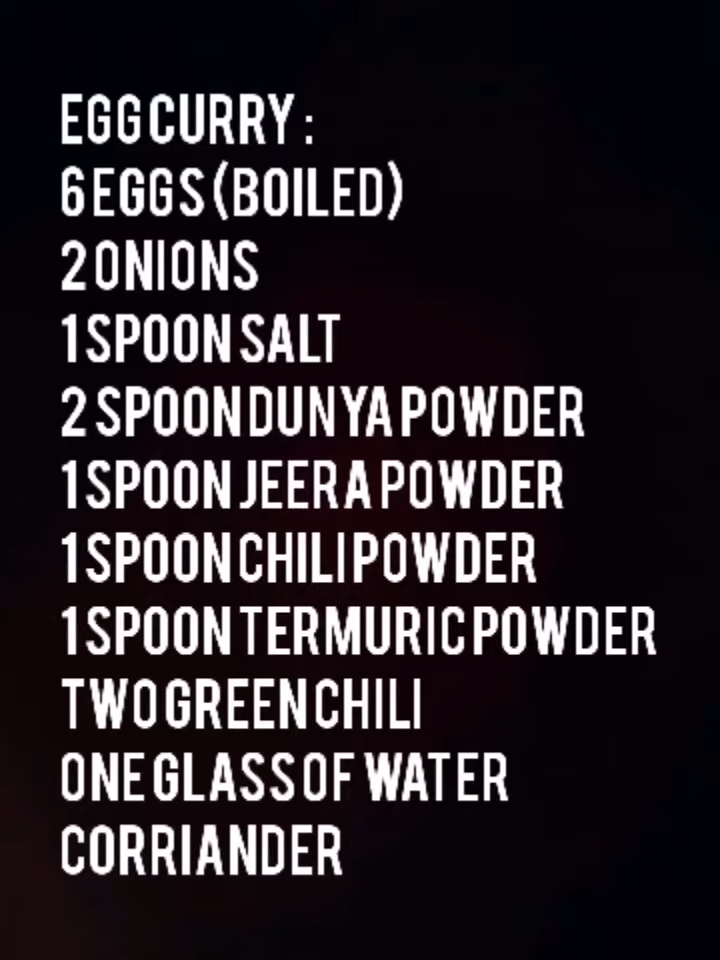 EGG CURRY :
6 EGGS (BOILED)
2 ONIONS
1 SPOON SALT
2 SPOON DUNYA POWDER
1 SPOON JEERA POWDER
1 SPOON CHILI POWDER
1 SPOON TERMURIC POWDER
TWO GREEN CHILI
ONE GLASS OF WATER
CORRIANDER